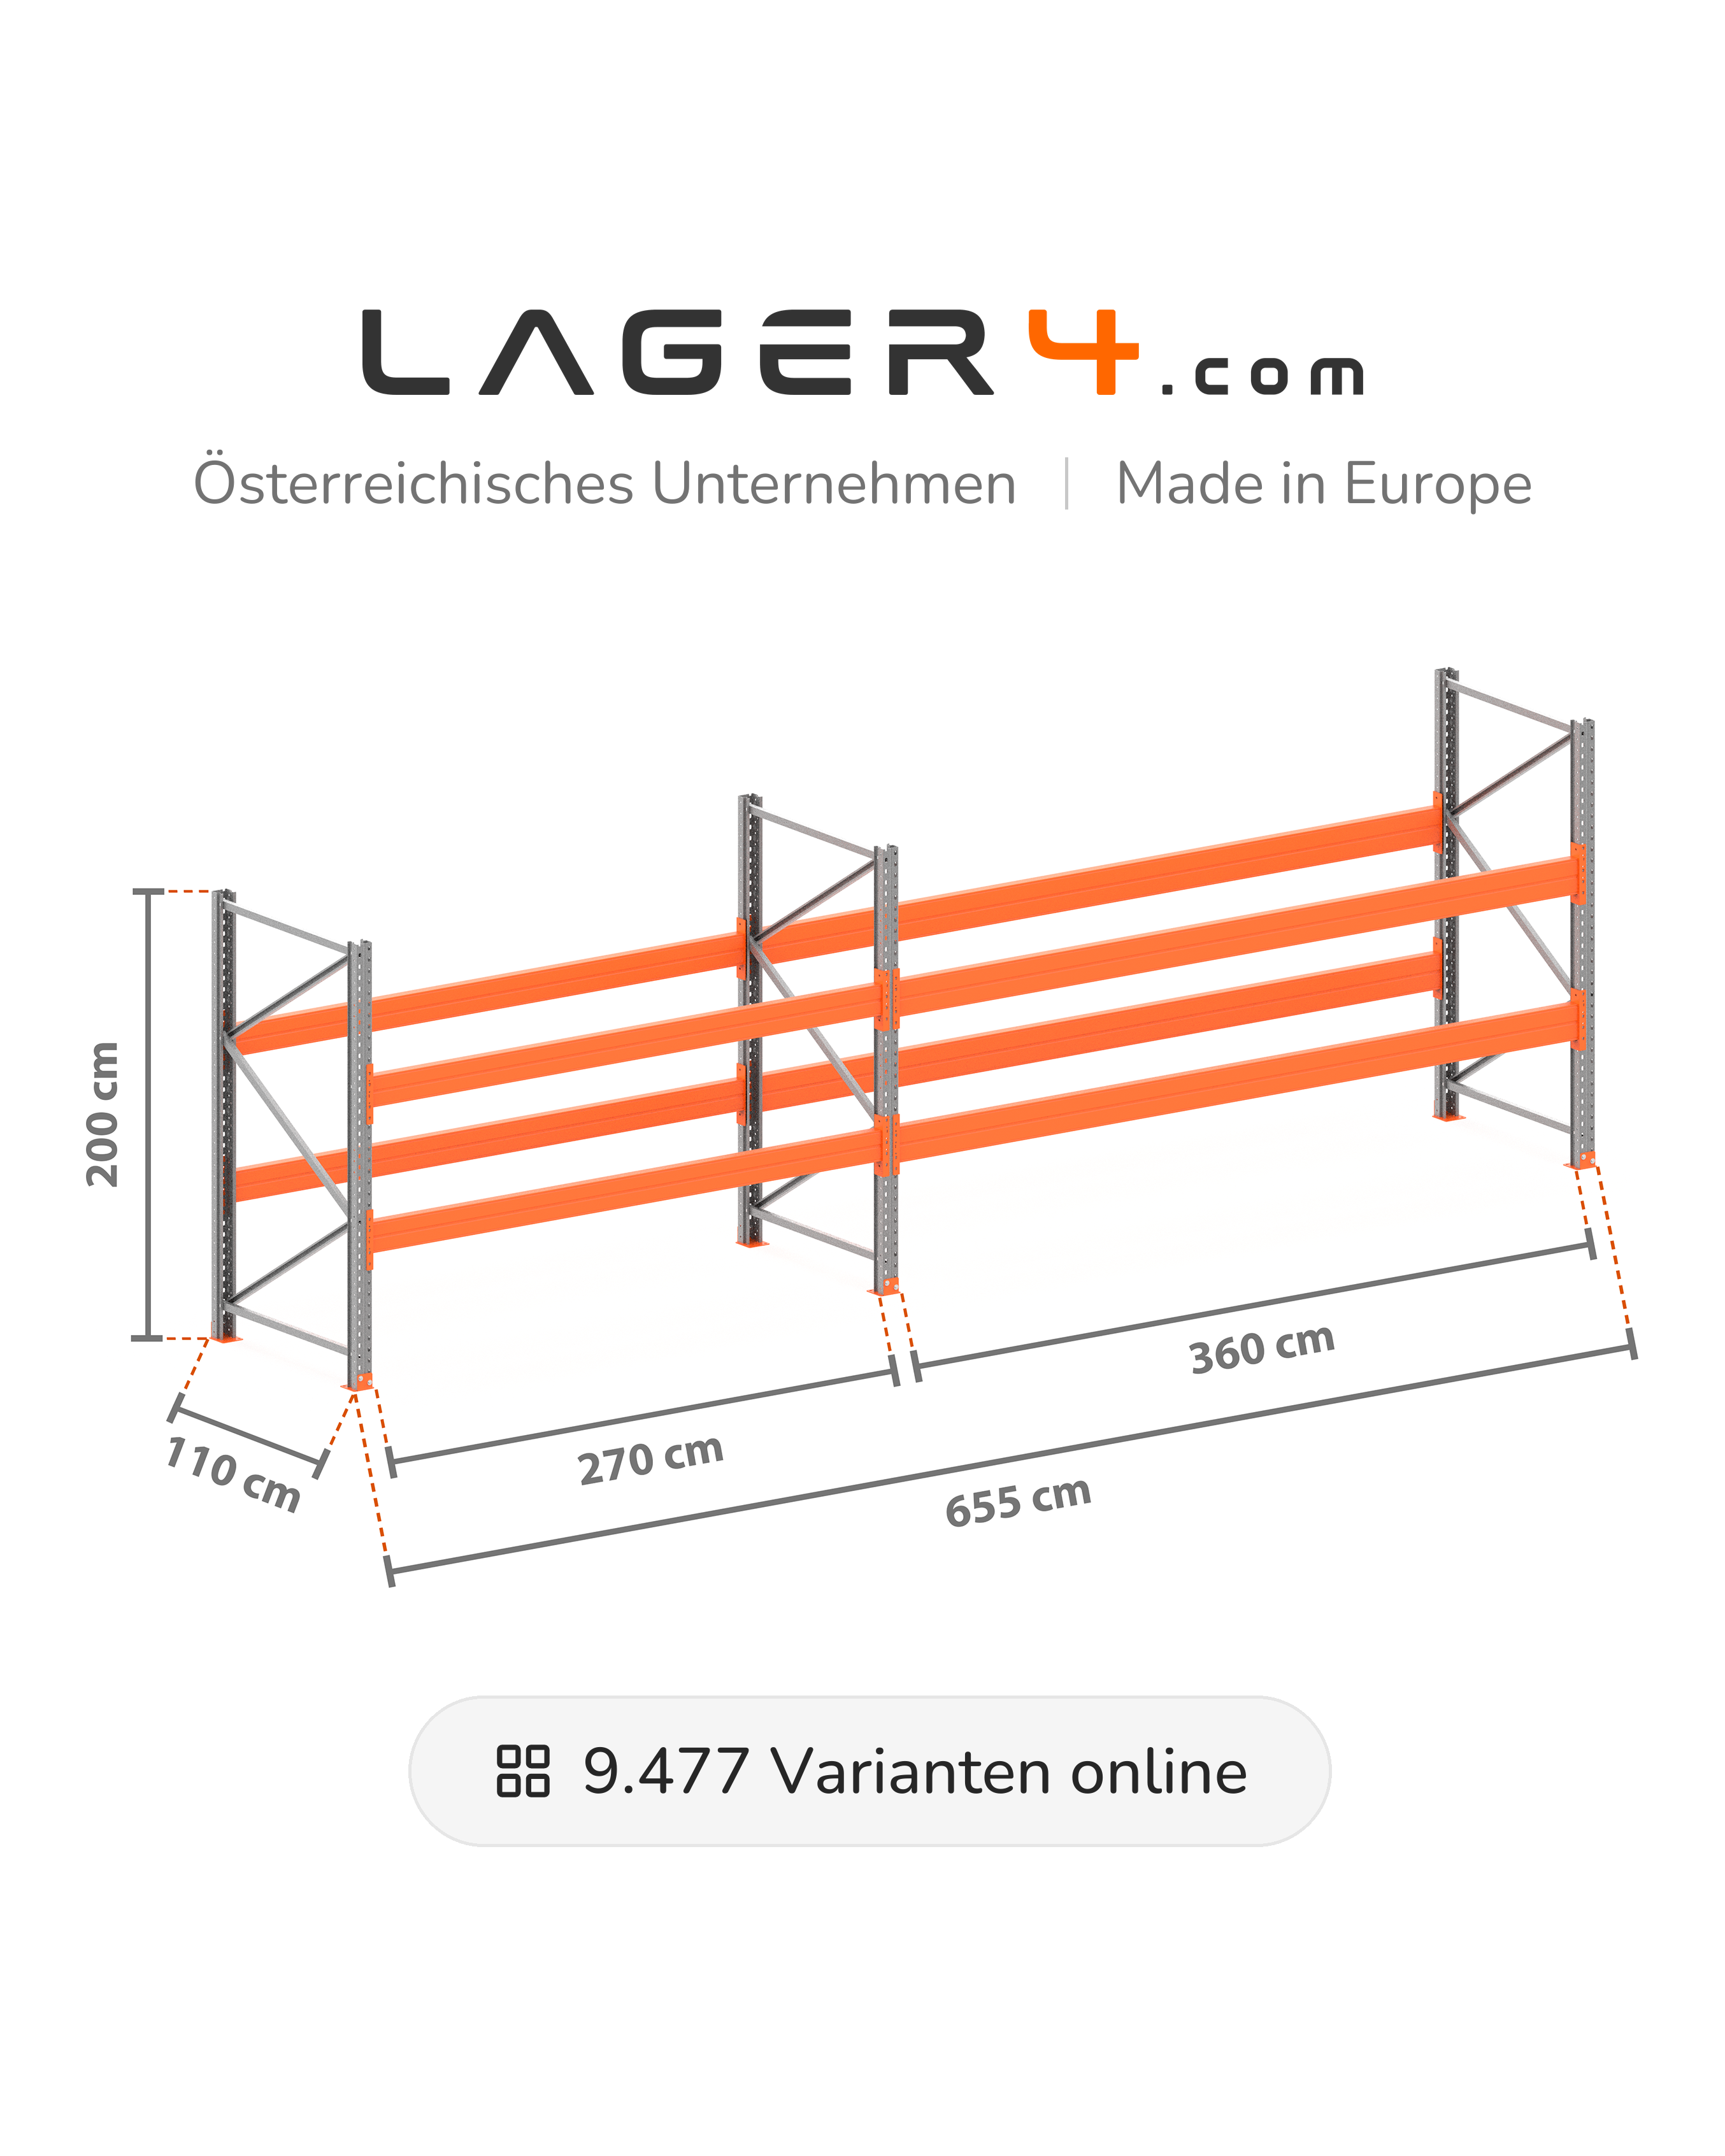 LAGER4.com
Österreichisches Unternehmen | Made in Europe
200 cm
110 cm
270 cm
360 cm
655 cm
9.477 Varianten online